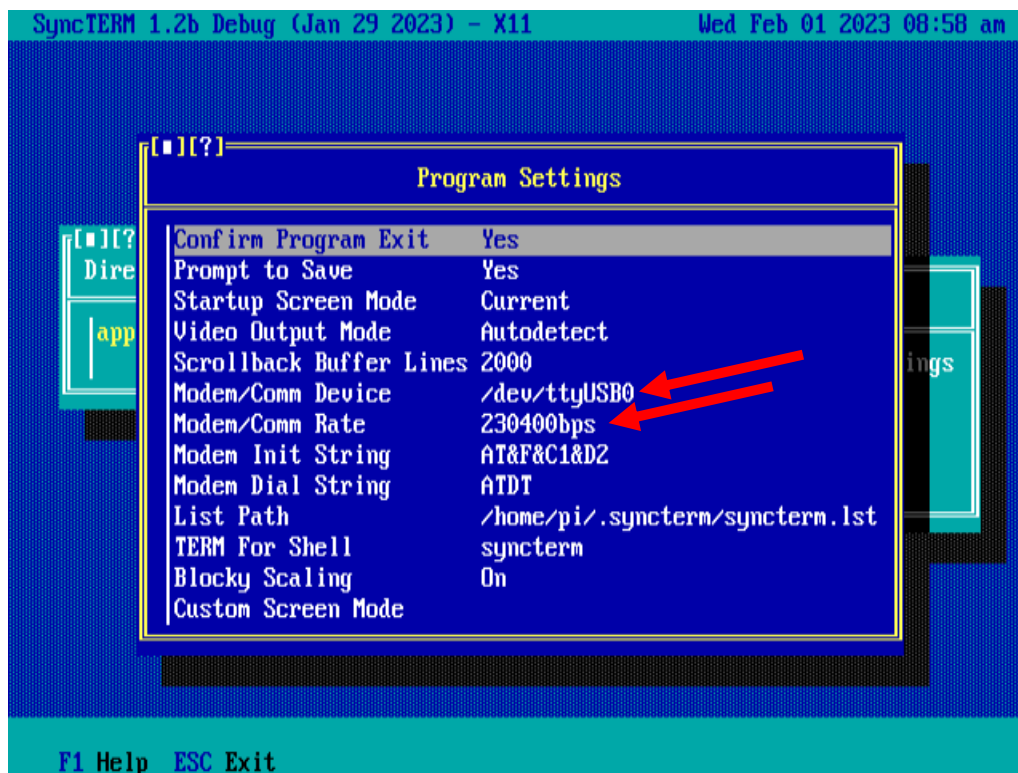 SyncTERM 1.2b Debug (Jan 29 2023) - X11 Wed Feb 01 2023 08:58 am
[■][?]
Program Settings
[■][?
Dire
app
ings
Confirm Program Exit Yes
Prompt to Save Yes
Startup Screen Mode Current
Video Output Mode Autodetect
Scrollback Buffer Lines 2000
Modem/Comm Device /dev/ttyUSB0
Modem/Comm Rate 230400bps
Modem Init String AT&F&C1&D2
Modem Dial String ATDT
List Path /home/pi/.syncterm/syncterm.lst
TERM For Shell syncterm
Blocky Scaling On
Custom Screen Mode
F1 Help ESC Exit